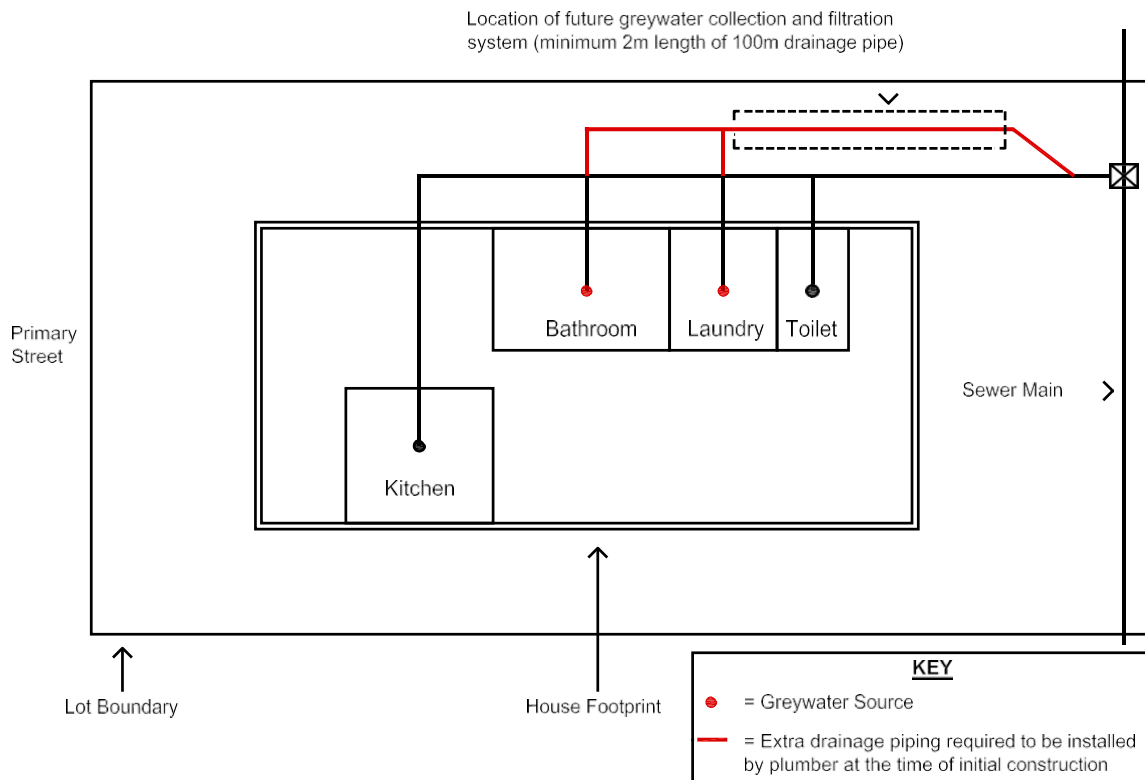 Location of future greywater collection and filtration
system (minimum 2m length of 100m drainage pipe)
Bathroom
Laundry
Toilet
Primary
Street
Sewer Main
Kitchen
Lot Boundary
House Footprint
KEY
= Greywater Source
= Extra drainage piping required to be installed
by plumber at the time of initial construction